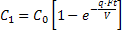 C₁ = C₀ [1 − e^(−q·Ft/V)]